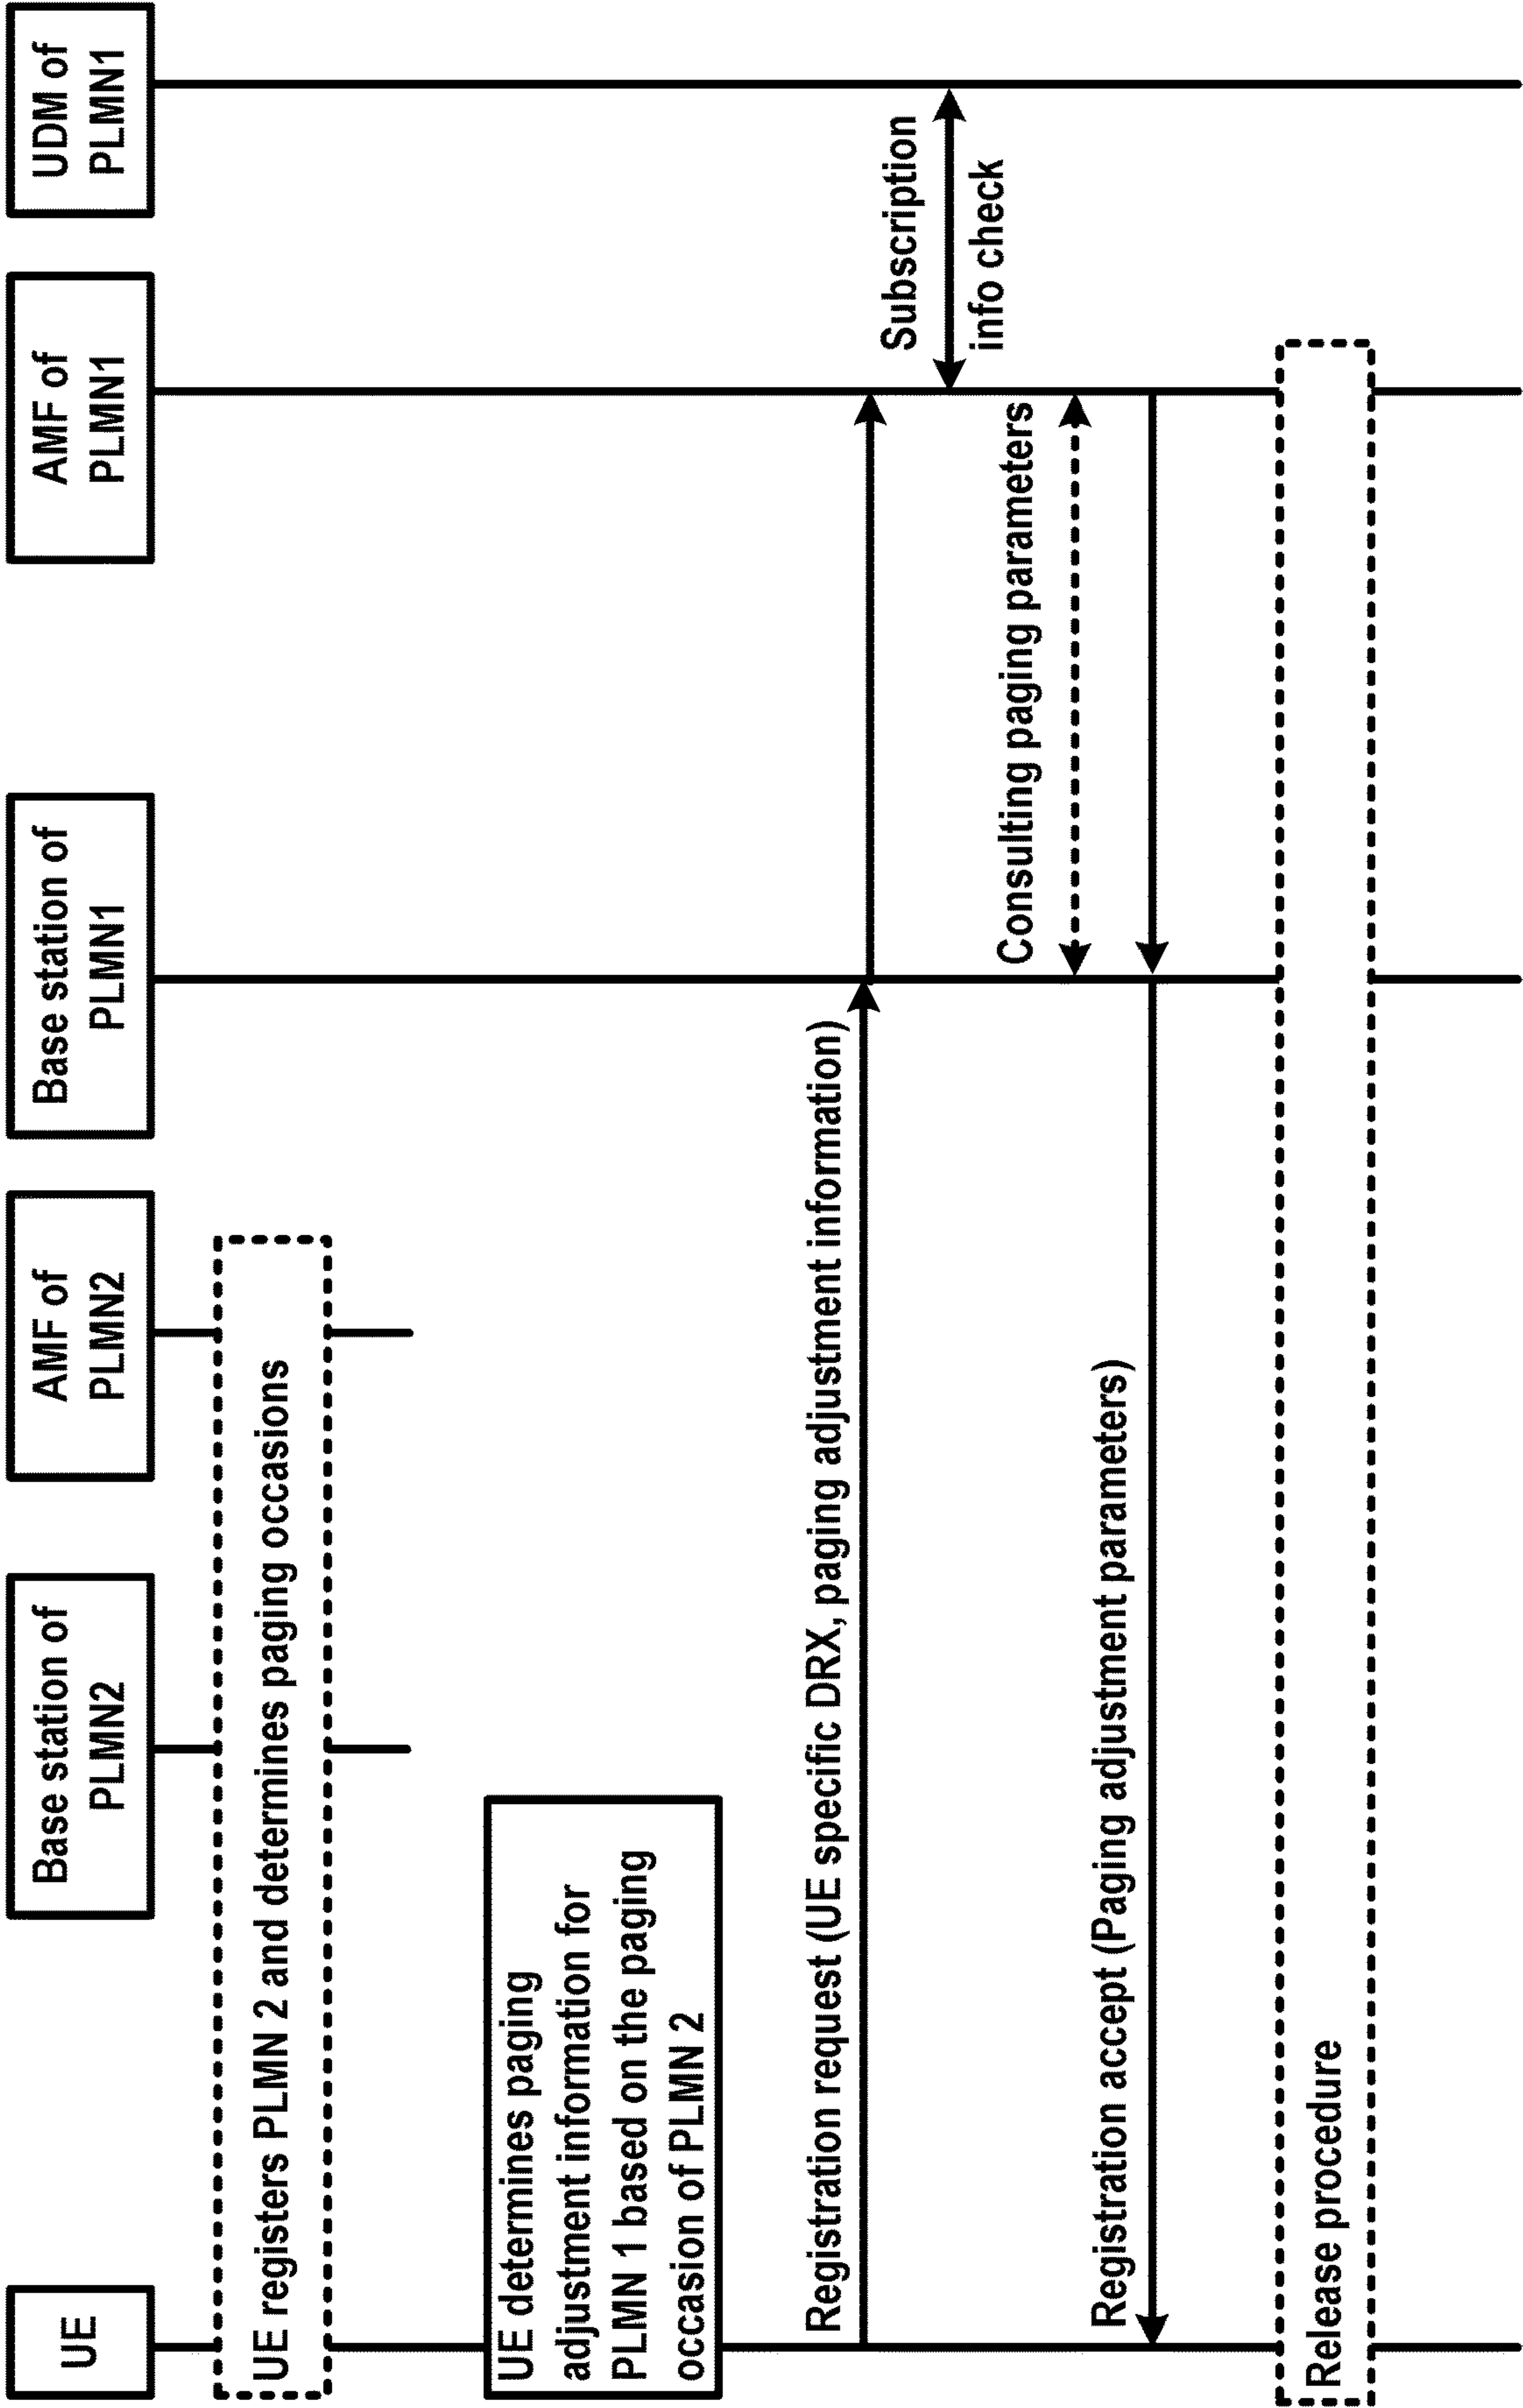 UE
Base station of
PLMN2
AMF of
PLMN2
Base station of
PLMN1
AMF of
PLMN1
UDM of
PLMN1
UE registers PLMN 2 and determines paging occasions
UE determines paging
adjustment information for
PLMN 1 based on the paging
occasion of PLMN 2
Registration request (UE specific DRX, paging adjustment information)
Subscription
info check
Consulting paging parameters
Registration accept (Paging adjustment parameters)
Release procedure